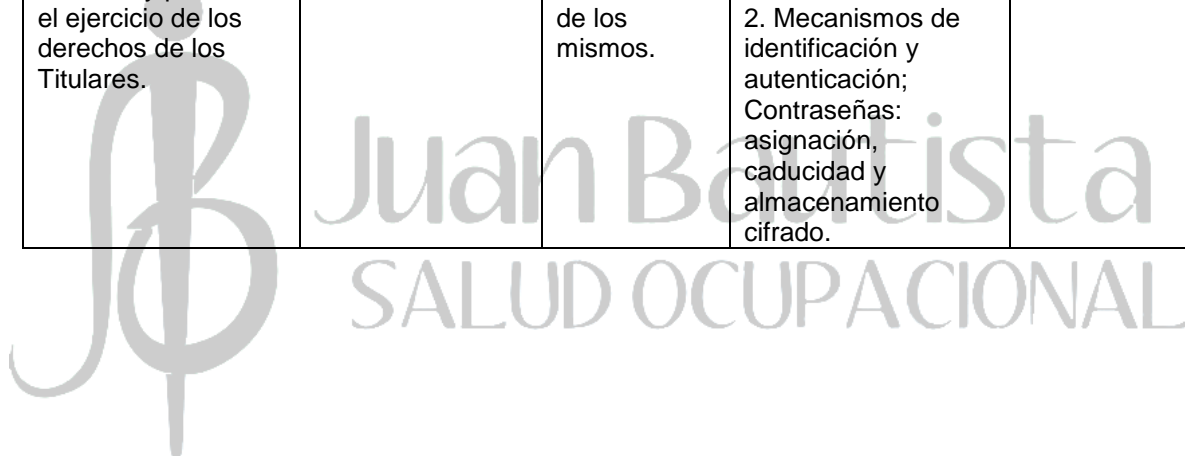 el ejercicio de los
derechos de los
Titulares.
de los
mismos.
2. Mecanismos de
identificación y
autenticación;
Contraseñas:
asignación,
caducidad y
almacenamiento
cifrado.
Juan Bautista
SALUD OCUPACIONAL